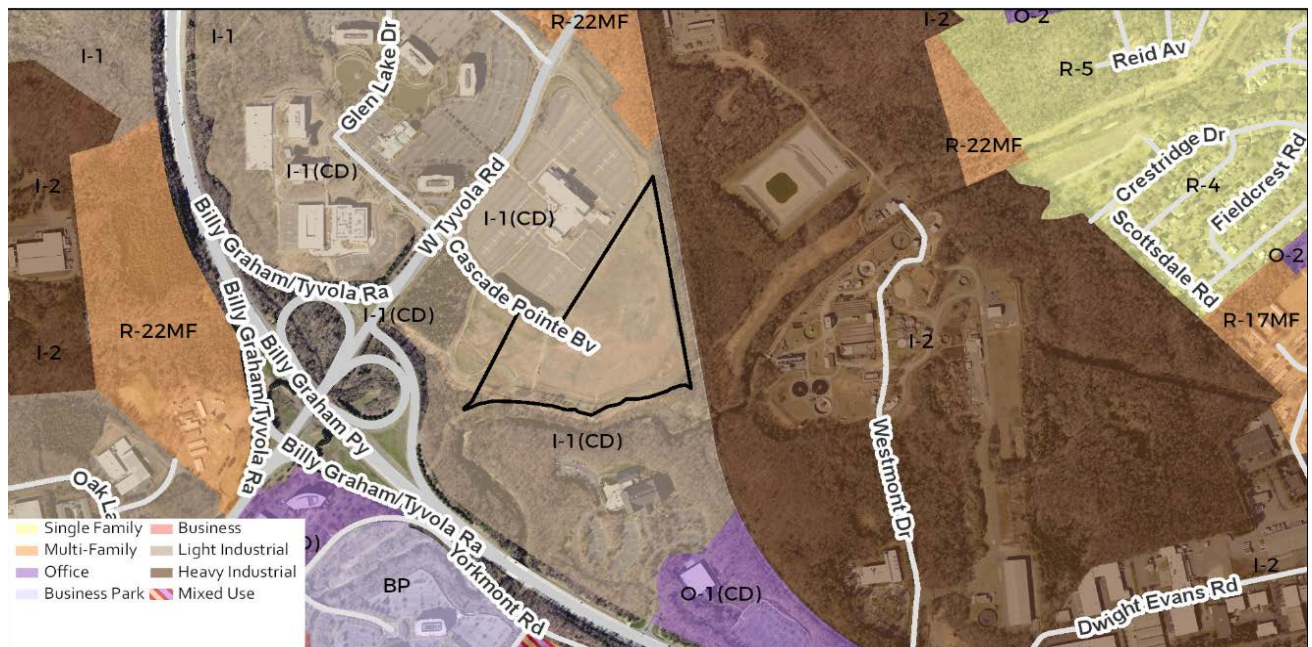 I-2
O-2
R-22MF
I-1
I-1
Glen Lake Dr
Reid Av
R-5
R-22MF
Crestridge Dr
R-4
Fieldcrest Rd
I-1(CD)
W Tyvola Rd
I-2
I-1(CD)
Billy Graham/Tyvola Ra
Cascade Pointe Bv
Scottsdale Rd
O-2
I-1(CD)
R-22MF
Billy Graham Py
R-17MF
I-2
I-2
Billy Graham/Tyvola Ra
I-1(CD)
Westmont Dr
Billy Graham/Tyvola Ra
Oak La
Single Family
Business
Multi-Family
Light Industrial
Office
Heavy Industrial
Business Park
Mixed Use
BP
Yorkmont Rd
O-1(CD)
I-2
Dwight Evans Rd